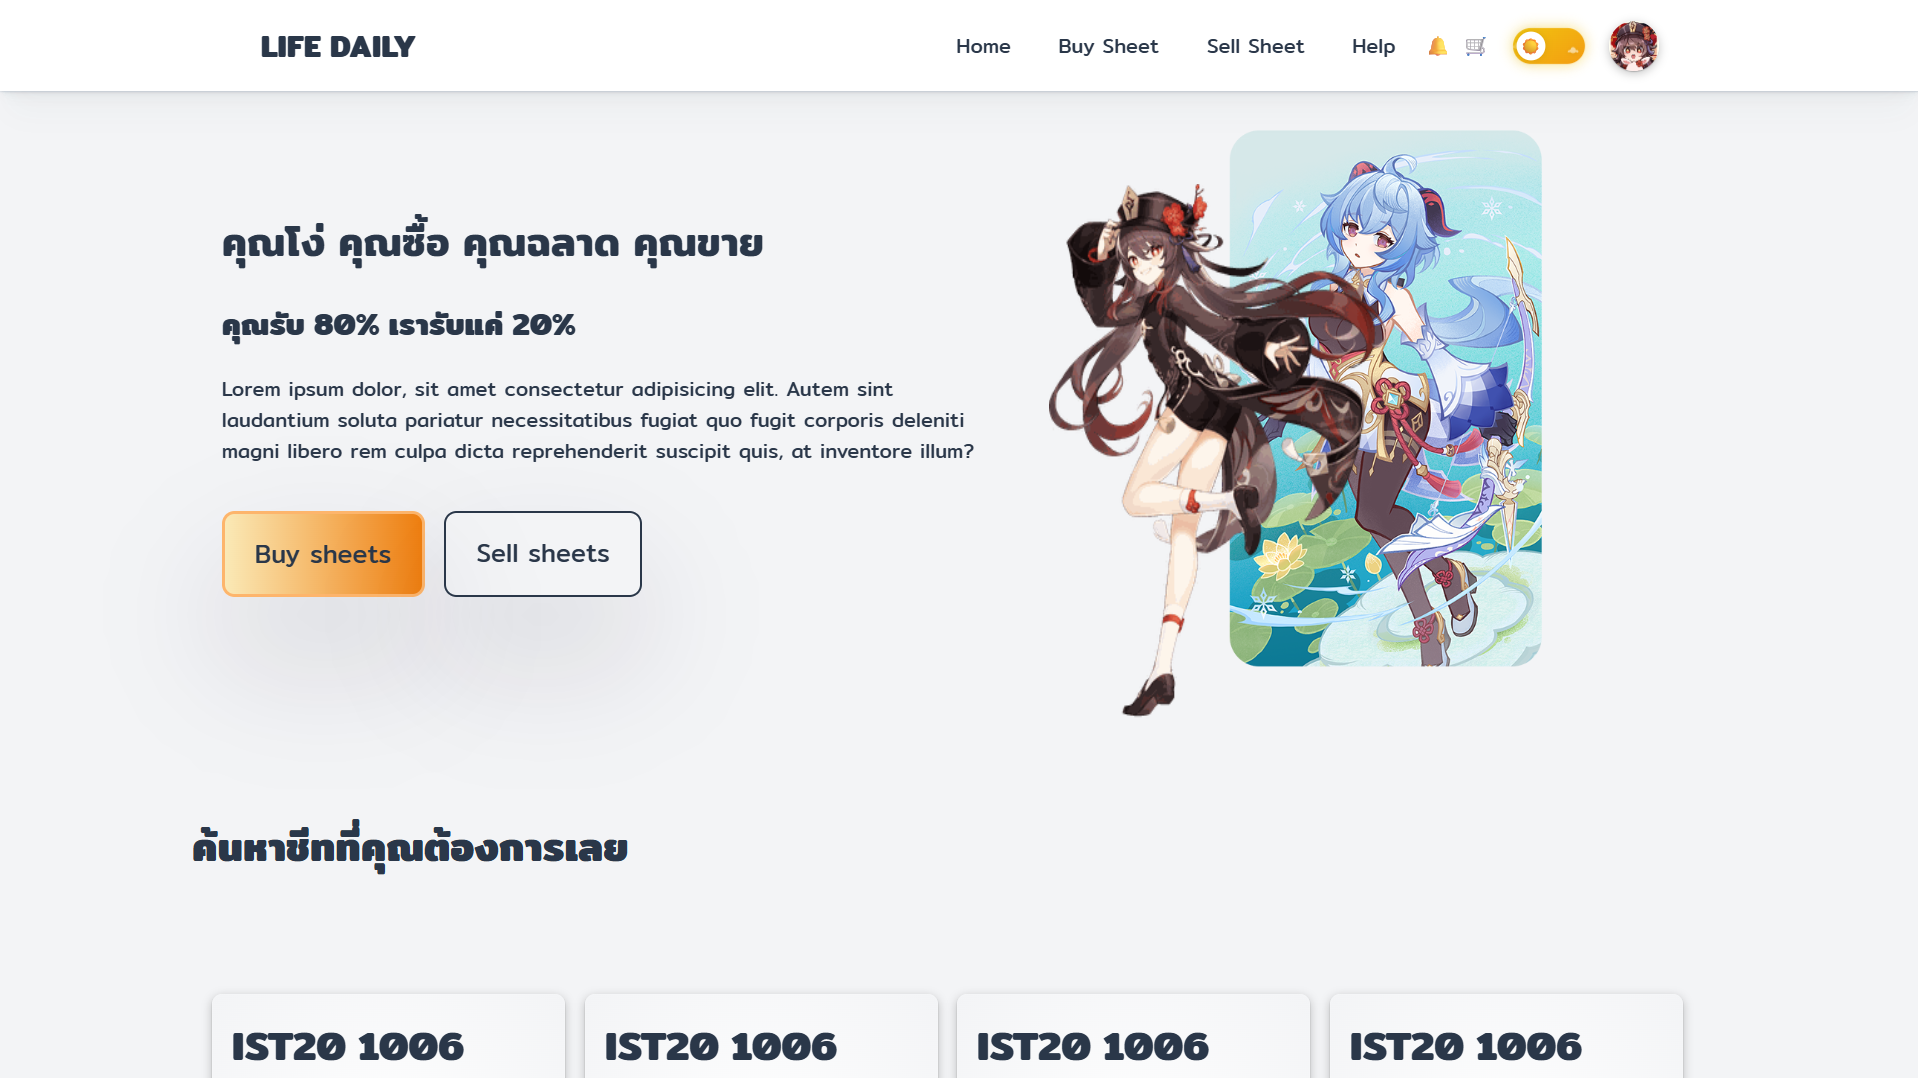 LIFE DAILY
Home Buy Sheet Sell Sheet Help
คุณโง่ คุณซื้อ คุณฉลาด คุณขาย
คุณรับ 80% เรารับแค่ 20%
Lorem ipsum dolor, sit amet consectetur adipisicing elit. Autem sint
laudantium soluta pariatur necessitatibus fugiat quo fugit corporis deleniti
magni libero rem culpa dicta reprehenderit suscipit quis, at inventore illum?
Buy sheets
Sell sheets
ค้นหาชีททที่คุณต้องการเลย
IST20 1006
IST20 1006
IST20 1006
IST20 1006